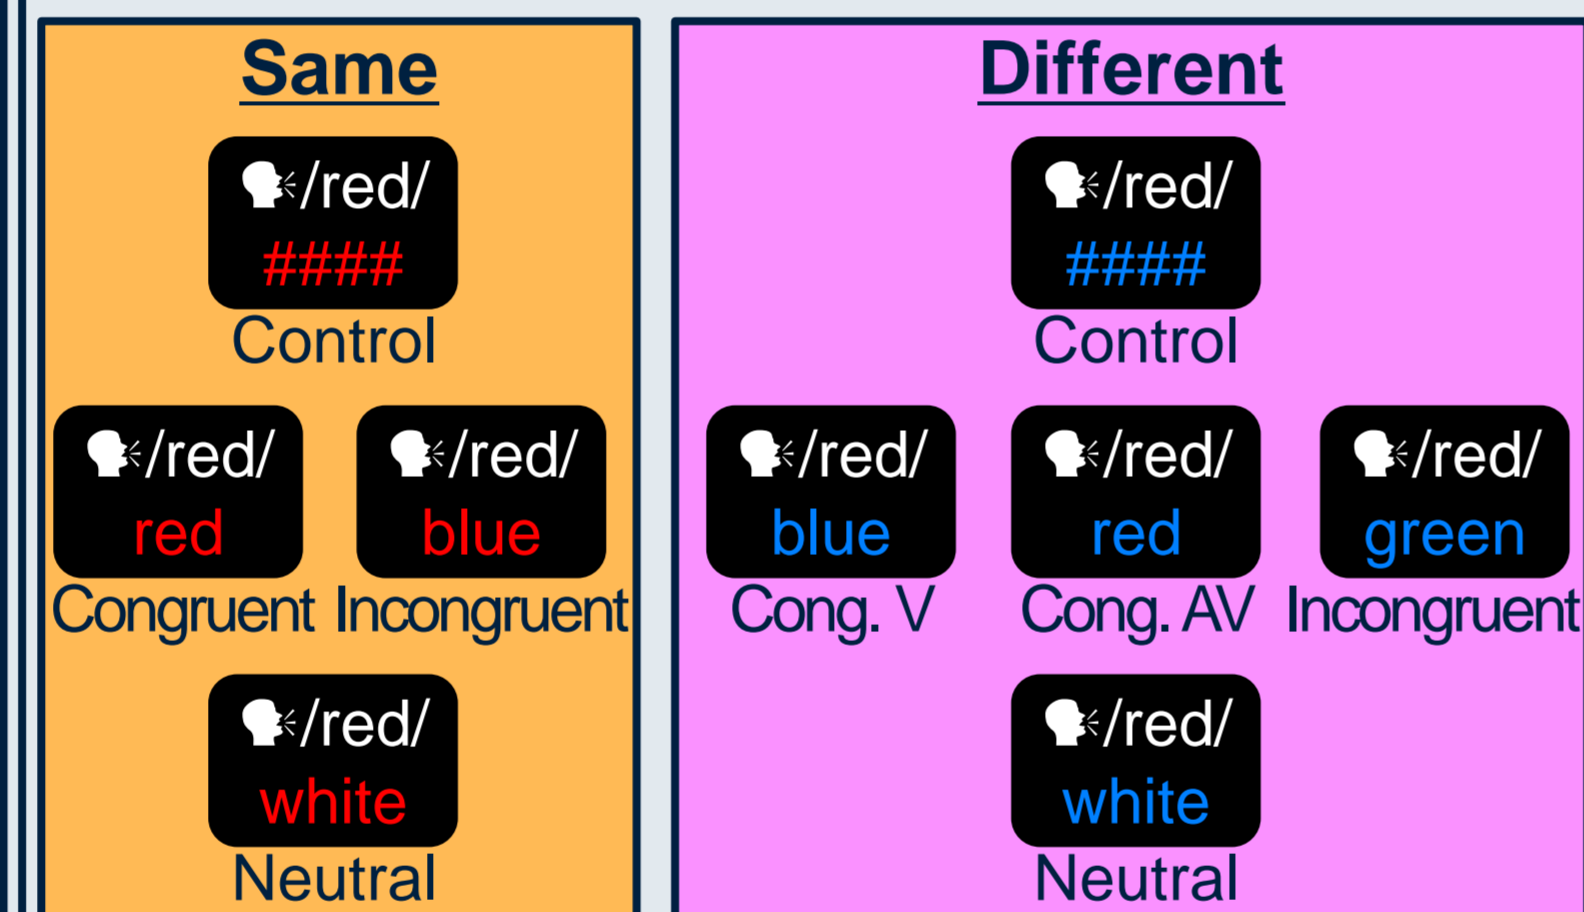 Same
/red/
####
Control
/red/
red
Congruent
/red/
blue
Incongruent
/red/
white
Neutral
Different
/red/
####
Control
/red/
blue
Cong. V
/red/
red
Cong. AV
/red/
green
Incongruent
/red/
white
Neutral